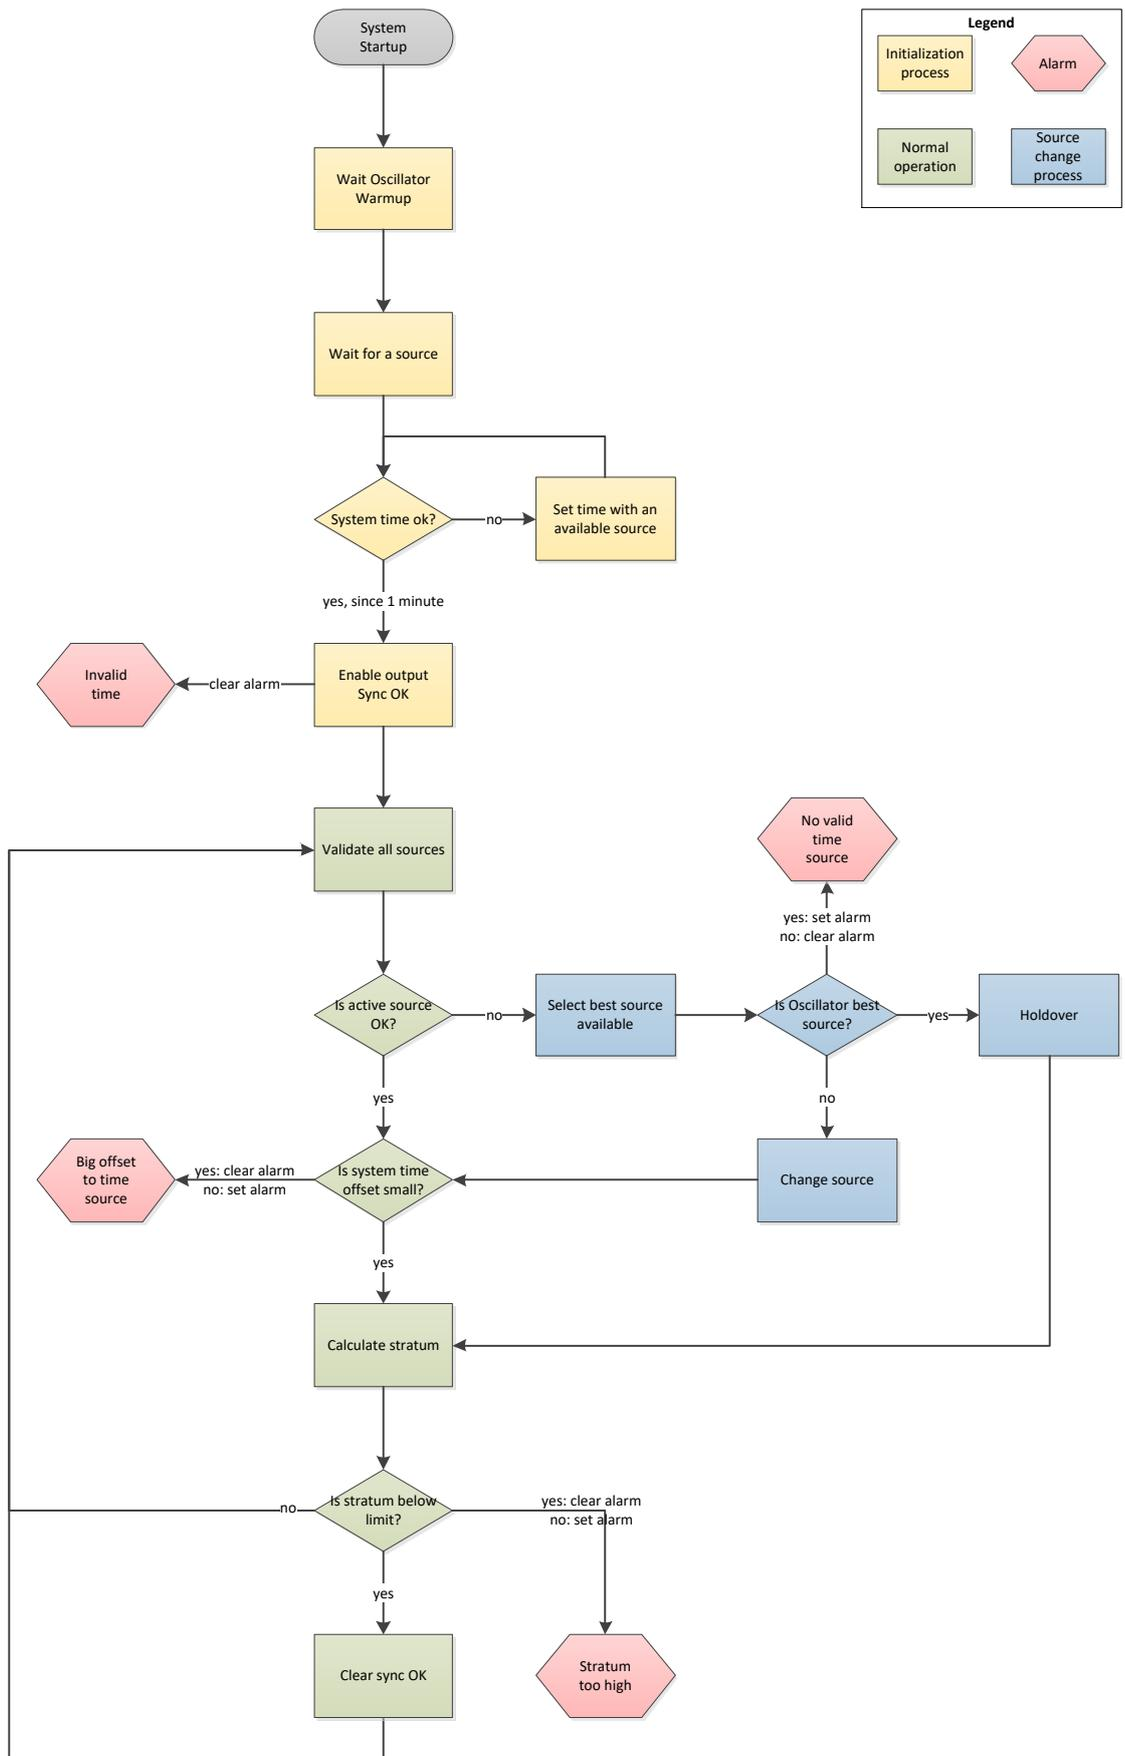 System
Startup
Legend
Initialization
process
Alarm
Normal
operation
Source
change
process
Wait Oscillator
Warmup
Wait for a source
System time ok?
no
Set time with an
available source
yes, since 1 minute
Invalid
time
clear alarm
Enable output
Sync OK
Validate all sources
No valid
time
source
yes: set alarm
no: clear alarm
Is active source
OK?
no
Select best source
available
Is Oscillator best
source?
yes
Holdover
yes
no
Big offset
to time
source
yes: clear alarm
no: set alarm
Is system time
offset small?
Change source
yes
Calculate stratum
no
Is stratum below
limit?
yes: clear alarm
no: set alarm
yes
Clear sync OK
Stratum
too high